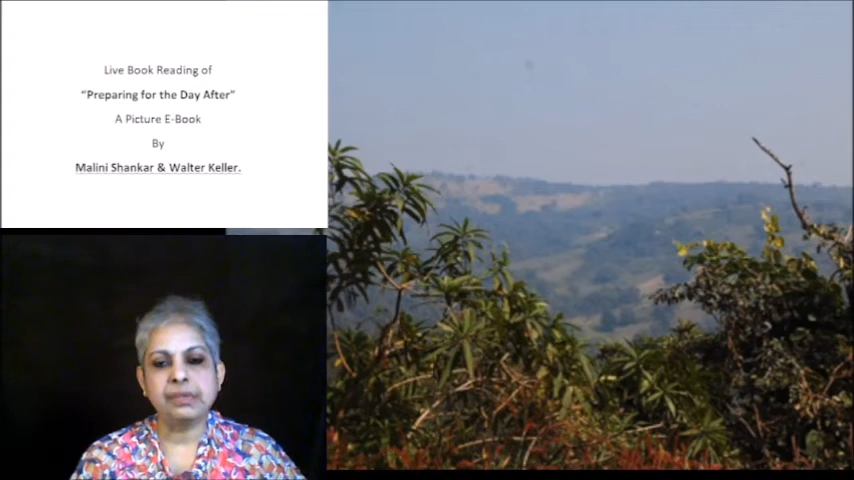 Live Book Reading of
“Preparing for the Day After”
A Picture E-Book
By
Malini Shankar & Walter Keller.